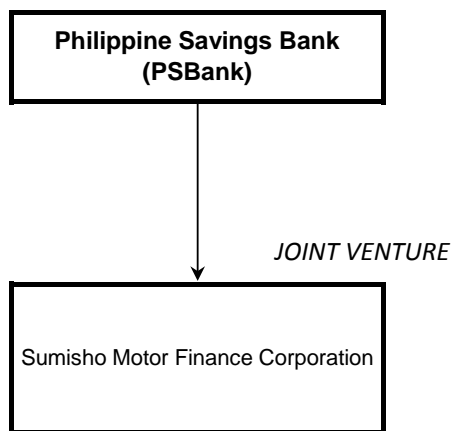 Philippine Savings Bank
(PSBank)
JOINT VENTURE
Sumisho Motor Finance Corporation